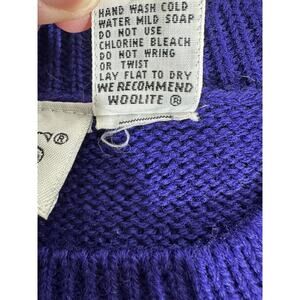 HAND WASH COLD
WATER MILD SOAP
DO NOT USE
CHLORINE BLEACH
DO NOT WRING
OR TWIST
LAY FLAT TO DRY
WE RECOMMEND
WOOLITE ®
®